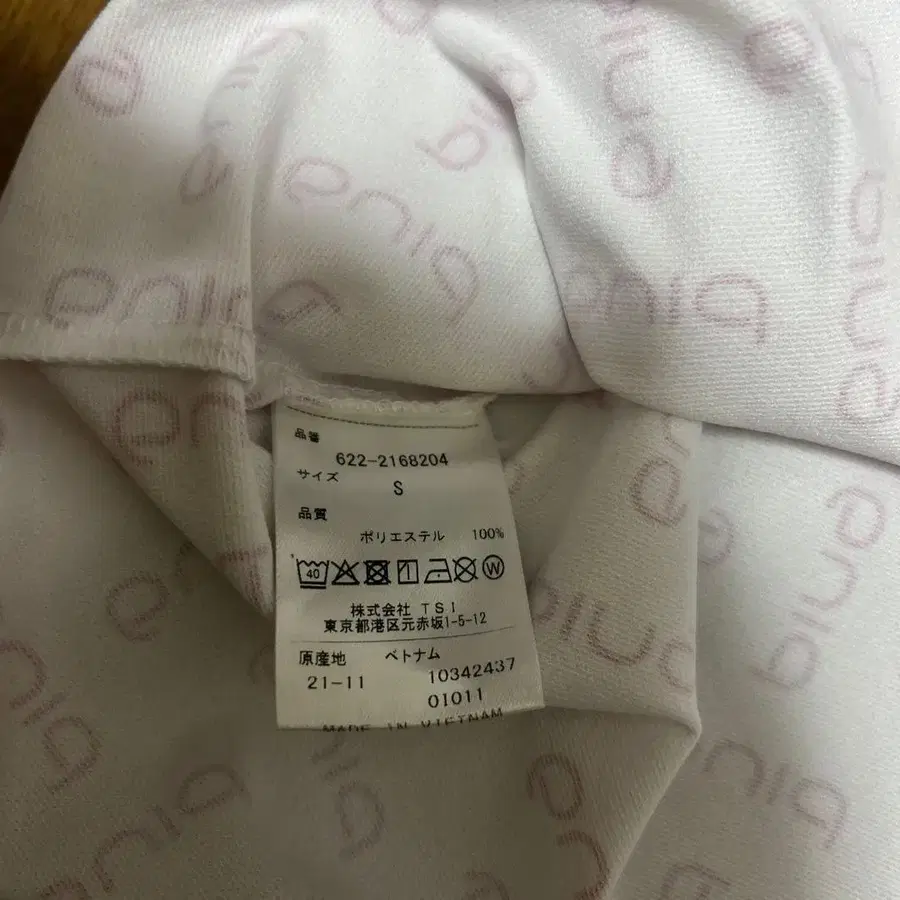 品番
622-2168204
サイズ
S
品質
ポリエステル 100%
40 W
株式会社 TSI
東京都港区元赤坂1-5-12
原産地 ベトナム
21-11 10342437
01011
MADE IN VIETNAM